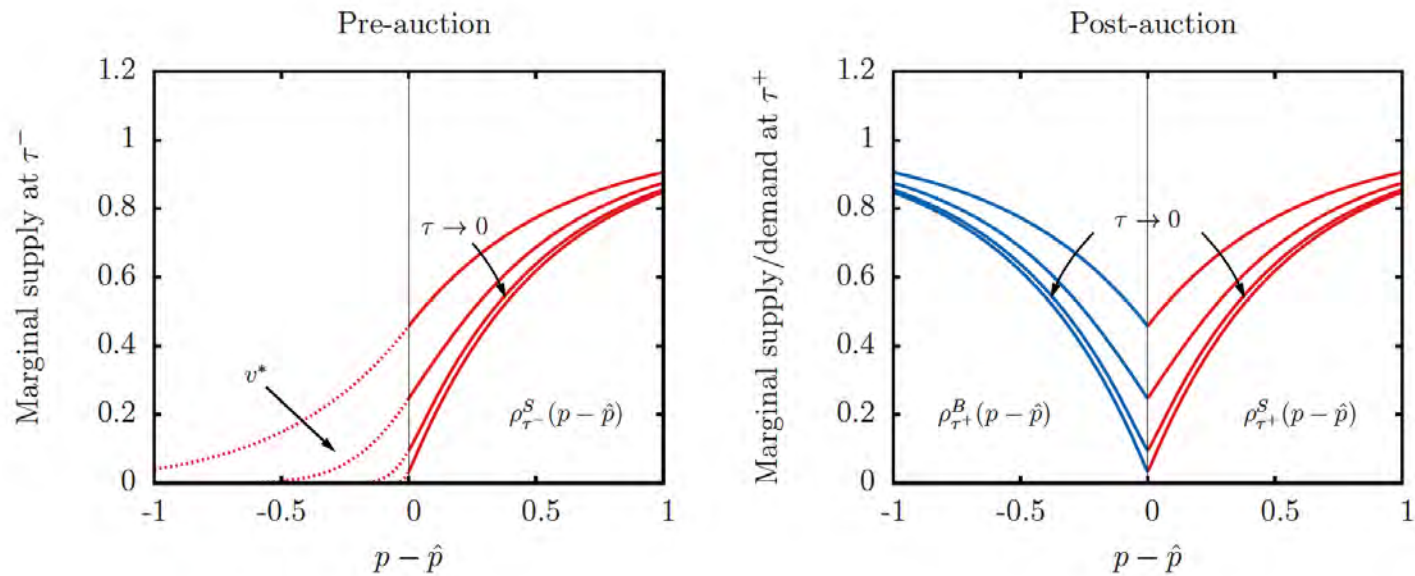 Pre-auction
Marginal supply at τ⁻
1.2
1
0.8
0.6
0.4
0.2
0
-1
-0.5
0
0.5
1
p − p̂
τ → 0
v*
ρ^S_{τ⁻}(p − p̂)
Post-auction
Marginal supply/demand at τ⁺
1.2
1
0.8
0.6
0.4
0.2
0
-1
-0.5
0
0.5
1
p − p̂
τ → 0
ρ^B_{τ⁺}(p − p̂)
ρ^S_{τ⁺}(p − p̂)